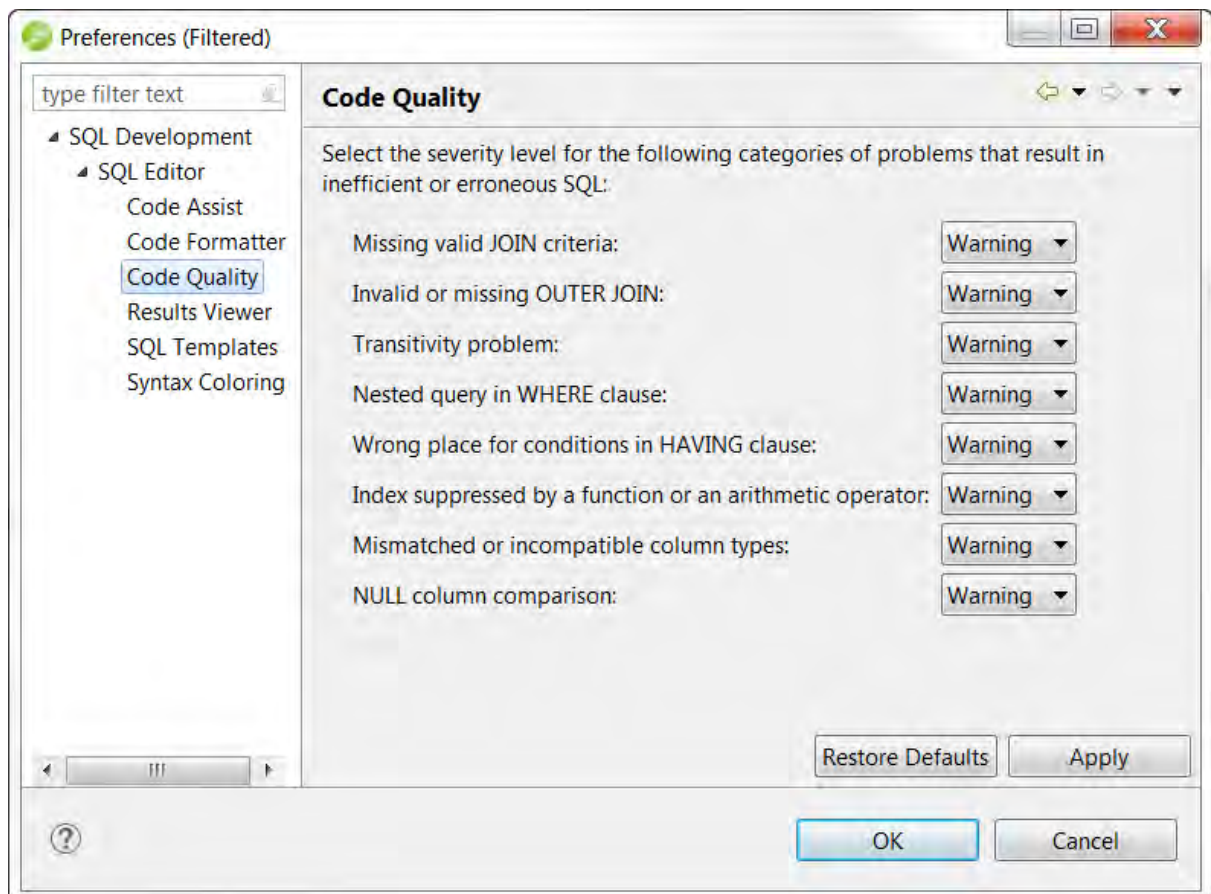 Preferences (Filtered)
type filter text
SQL Development
SQL Editor
Code Assist
Code Formatter
Code Quality
Results Viewer
SQL Templates
Syntax Coloring
Code Quality
Select the severity level for the following categories of problems that result in
inefficient or erroneous SQL:
Missing valid JOIN criteria: Warning
Invalid or missing OUTER JOIN: Warning
Transitivity problem: Warning
Nested query in WHERE clause: Warning
Wrong place for conditions in HAVING clause: Warning
Index suppressed by a function or an arithmetic operator: Warning
Mismatched or incompatible column types: Warning
NULL column comparison: Warning
Restore Defaults Apply
OK Cancel